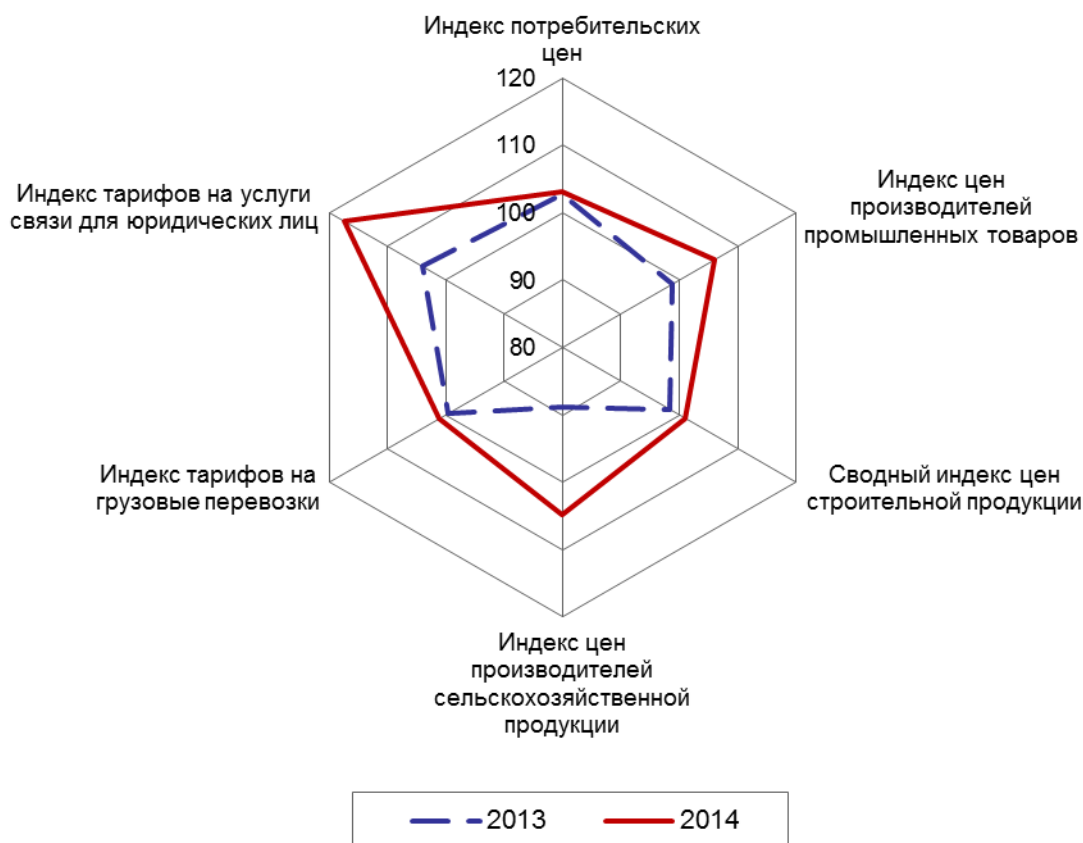 Индекс потребительских
цен
120
110
100
90
80
Индекс цен
производителей
промышленных товаров
Сводный индекс цен
строительной продукции
Индекс цен
производителей
сельскохозяйственной
продукции
Индекс тарифов на
грузовые перевозки
Индекс тарифов на услуги
связи для юридических лиц
2013
2014